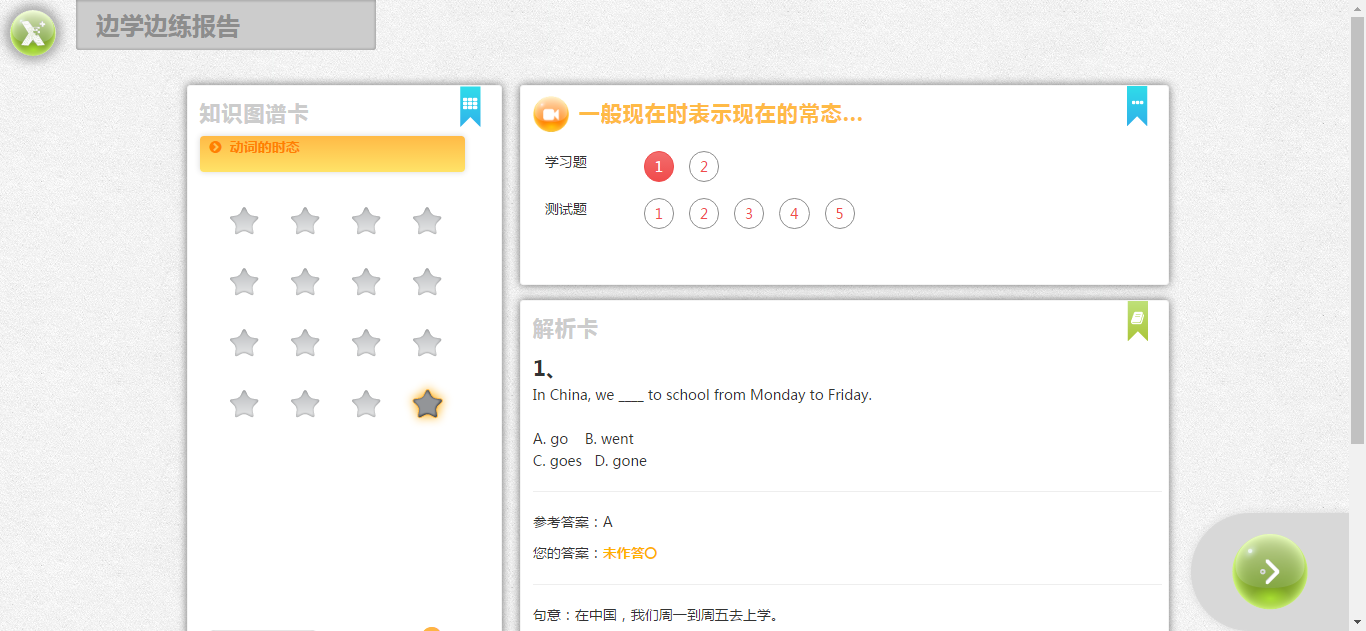 边学边练报告
知识图谱卡
动词的时态
一般现在时表示现在的常态...
学习题 1 2
测试题 1 2 3 4 5
解析卡
1、
In China, we ____ to school from Monday to Friday.
A. go B. went
C. goes D. gone
参考答案：A
您的答案：未作答
句意：在中国，我们周一到周五去上学。